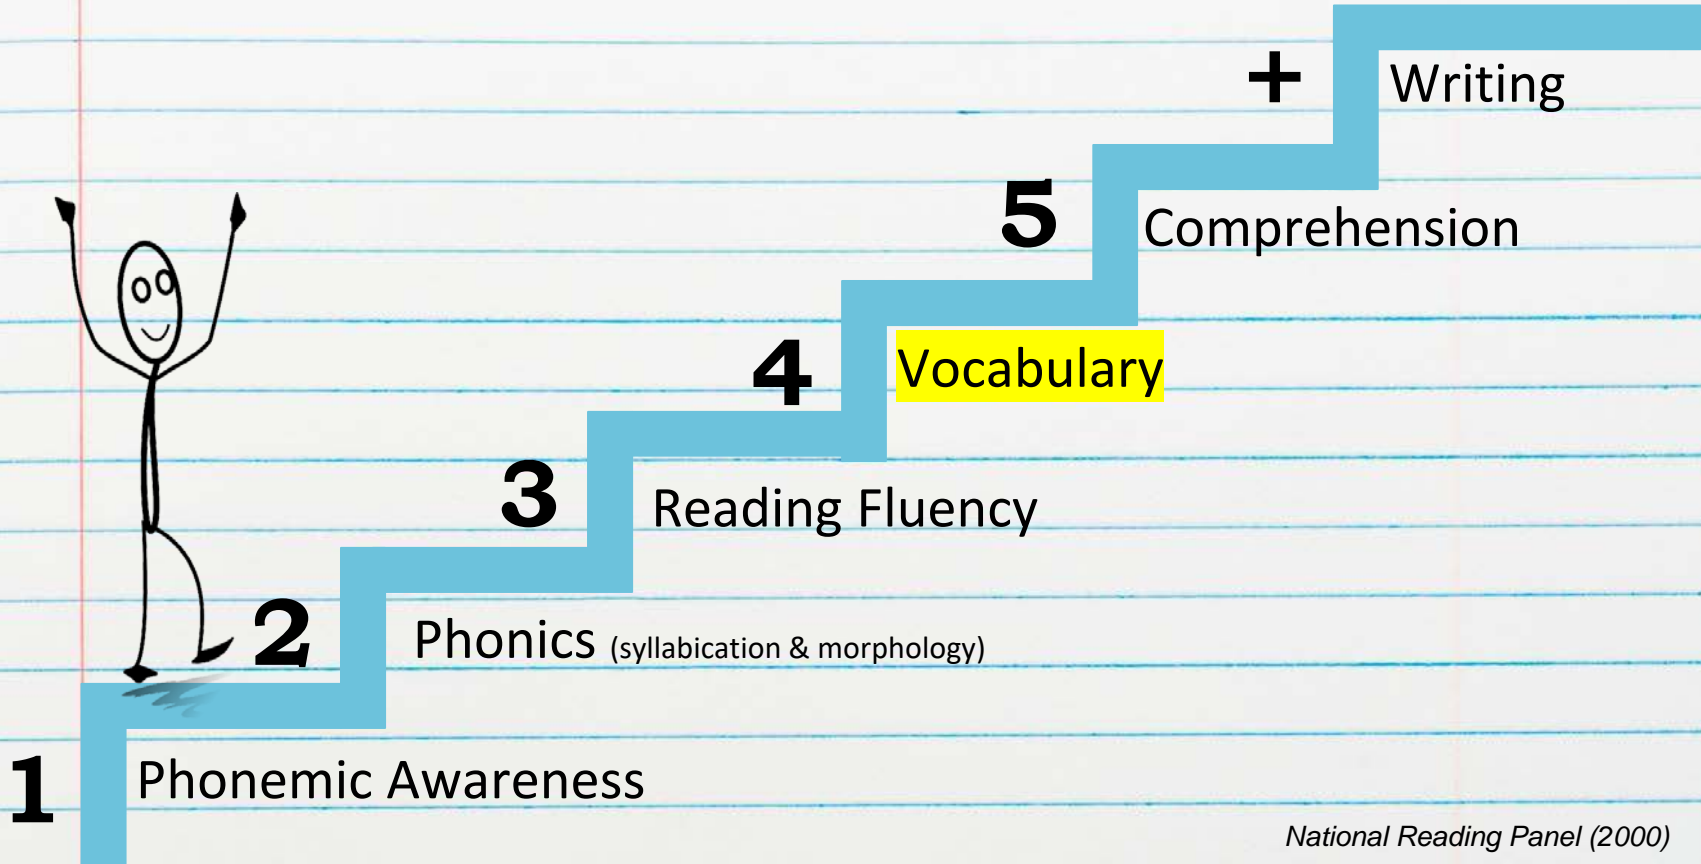 + Writing
5 Comprehension
4 Vocabulary
3 Reading Fluency
2 Phonics (syllabication & morphology)
1 Phonemic Awareness
National Reading Panel (2000)